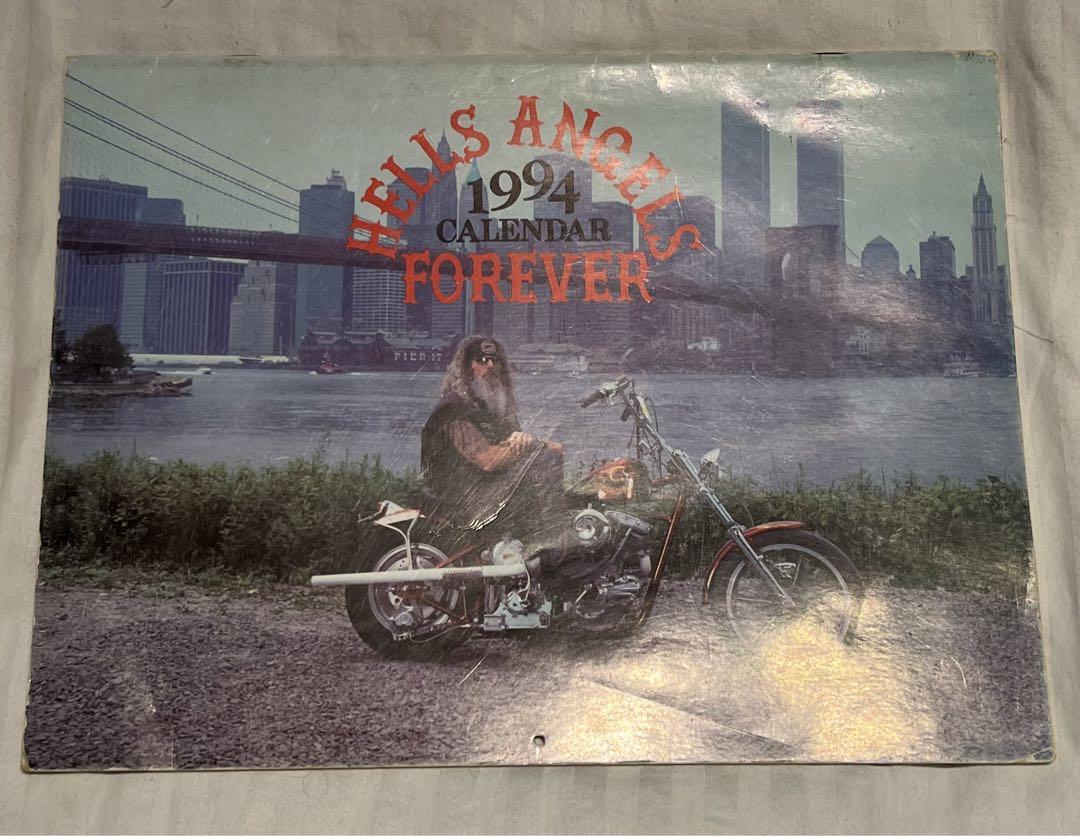 HELLS ANGELS
1994
CALENDAR
FOREVER
PIER 17